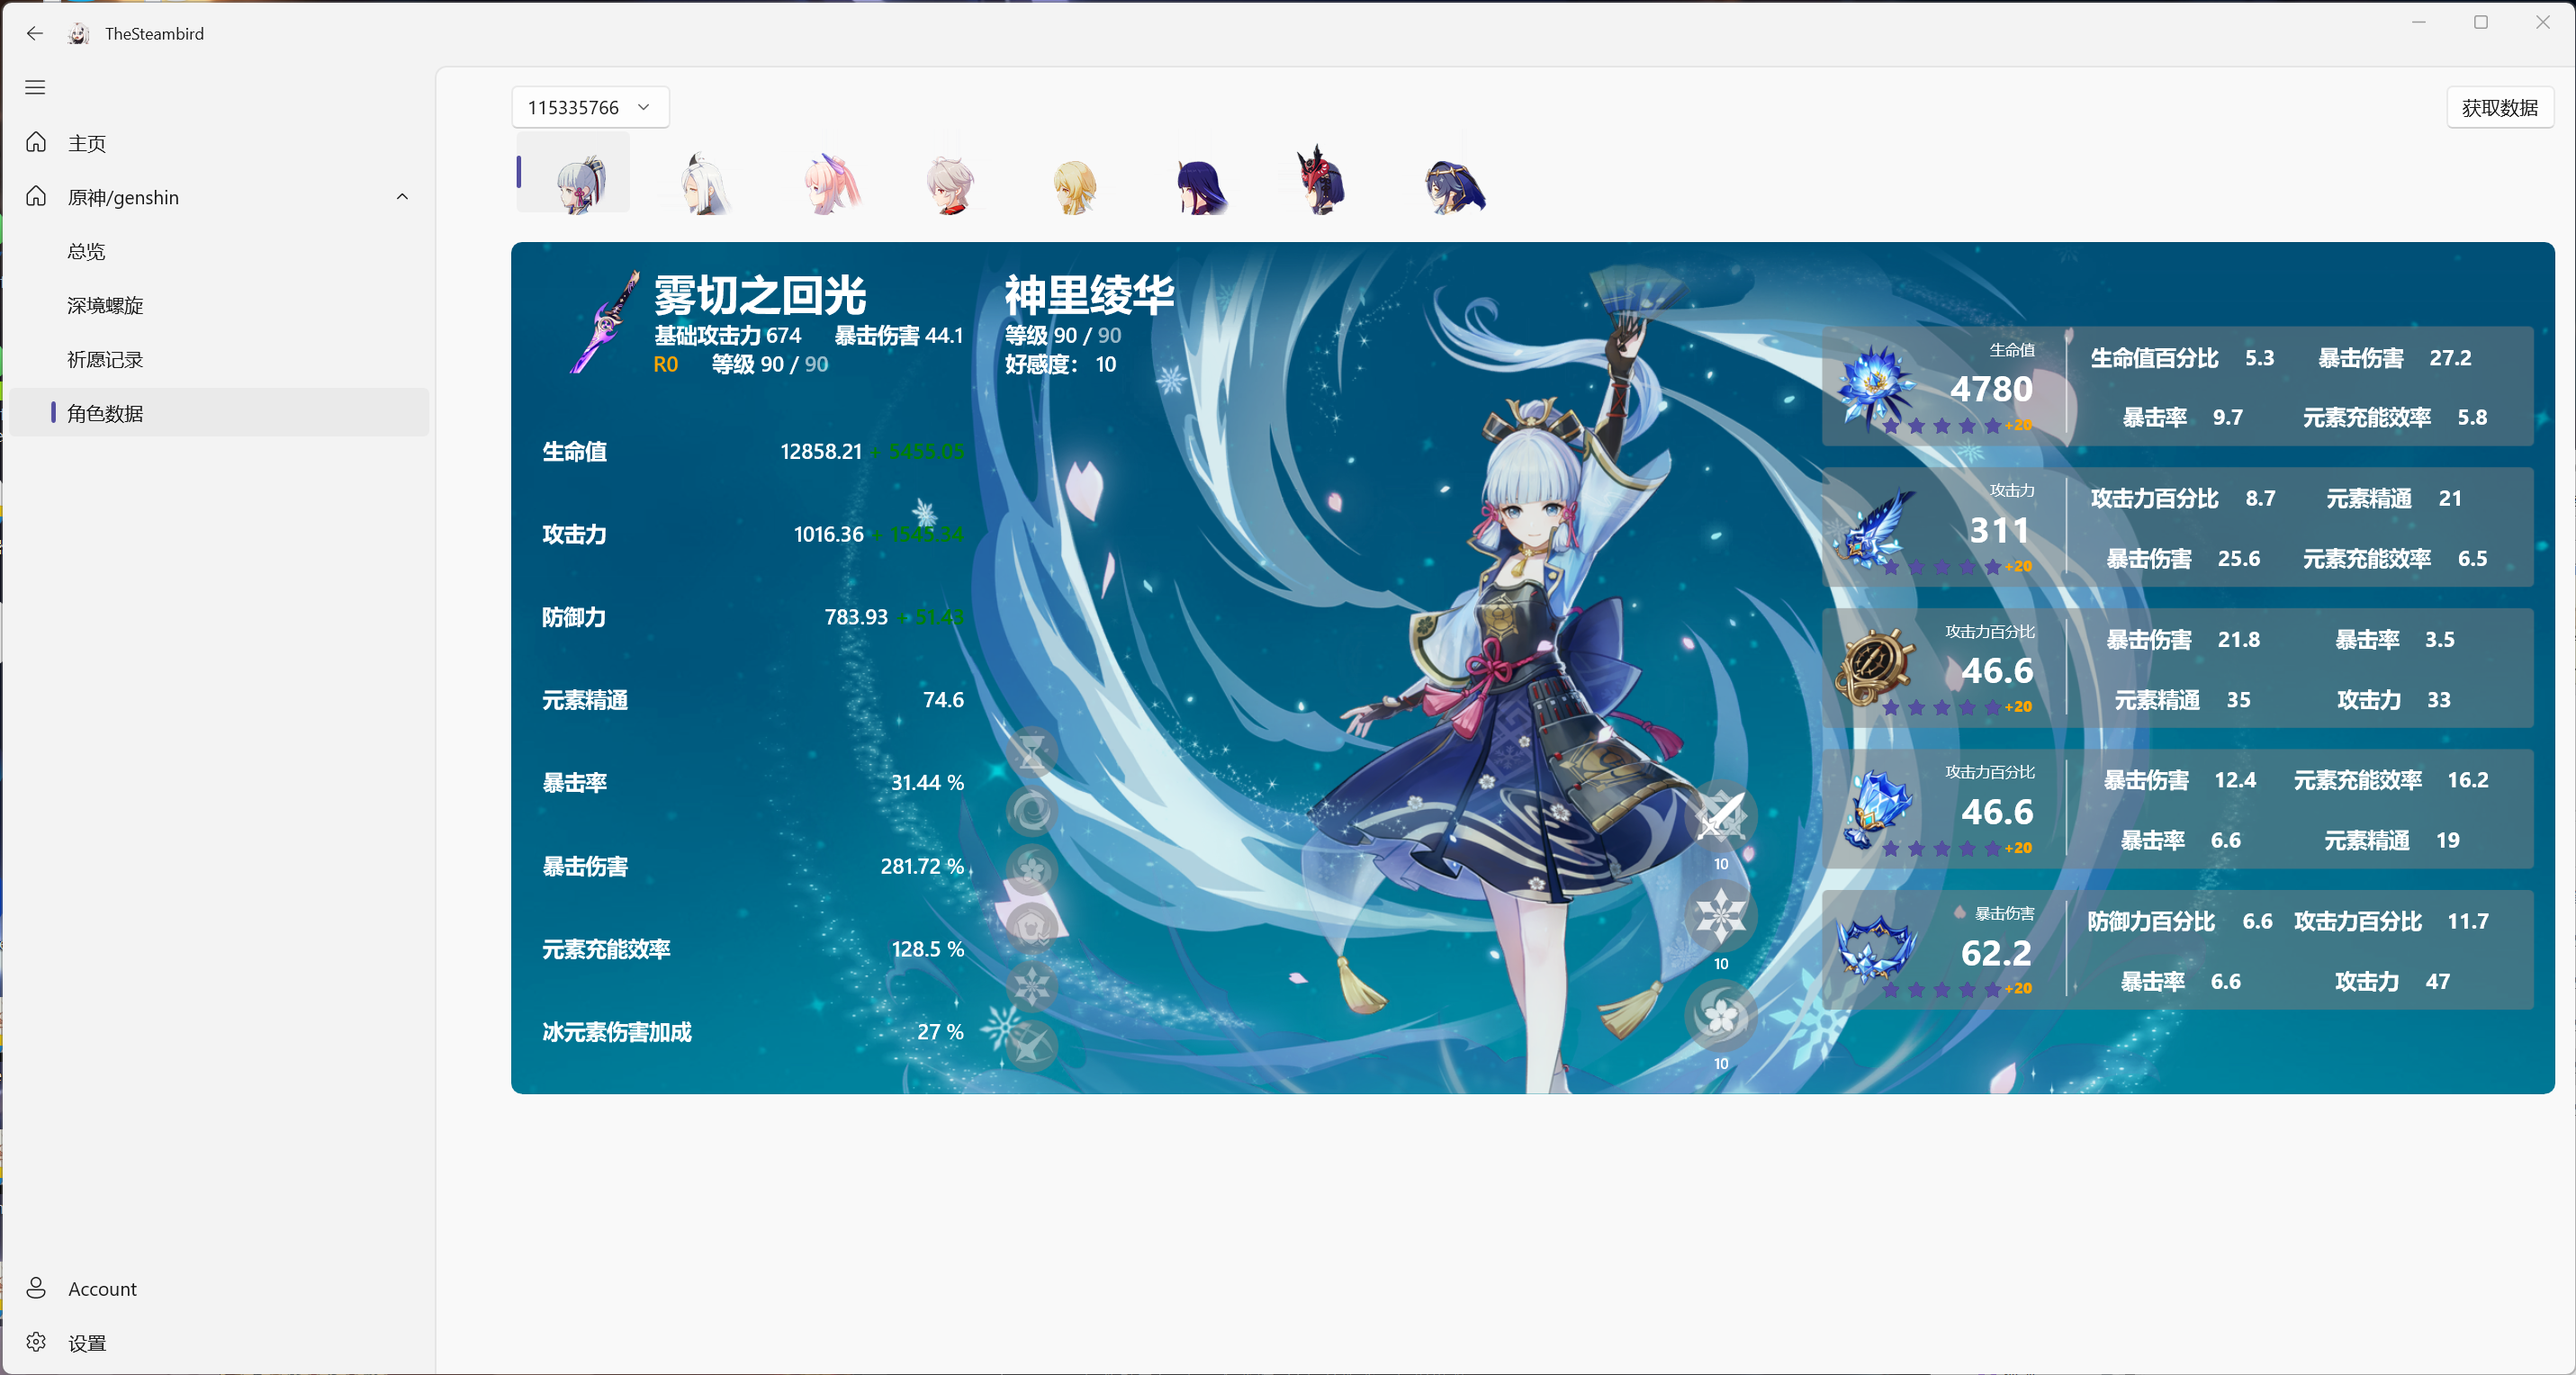 TheSteambird
主页
原神/genshin
总览
深境螺旋
祈愿记录
角色数据
Account
设置
115335766
获取数据
雾切之回光
基础攻击力 674 暴击伤害 44.1
R0 等级 90 / 90
神里绫华
等级 90 / 90
好感度： 10
生命值 12858.21 + 5455.05
攻击力 1016.36 + 1545.34
防御力 783.93 + 51.43
元素精通 74.6
暴击率 31.44 %
暴击伤害 281.72 %
元素充能效率 128.5 %
冰元素伤害加成 27 %
10
10
10
生命值
4780
+20
生命值百分比 5.3 暴击伤害 27.2
暴击率 9.7 元素充能效率 5.8
攻击力
311
+20
攻击力百分比 8.7 元素精通 21
暴击伤害 25.6 元素充能效率 6.5
攻击力百分比
46.6
+20
暴击伤害 21.8 暴击率 3.5
元素精通 35 攻击力 33
攻击力百分比
46.6
+20
暴击伤害 12.4 元素充能效率 16.2
暴击率 6.6 元素精通 19
暴击伤害
62.2
+20
防御力百分比 6.6 攻击力百分比 11.7
暴击率 6.6 攻击力 47